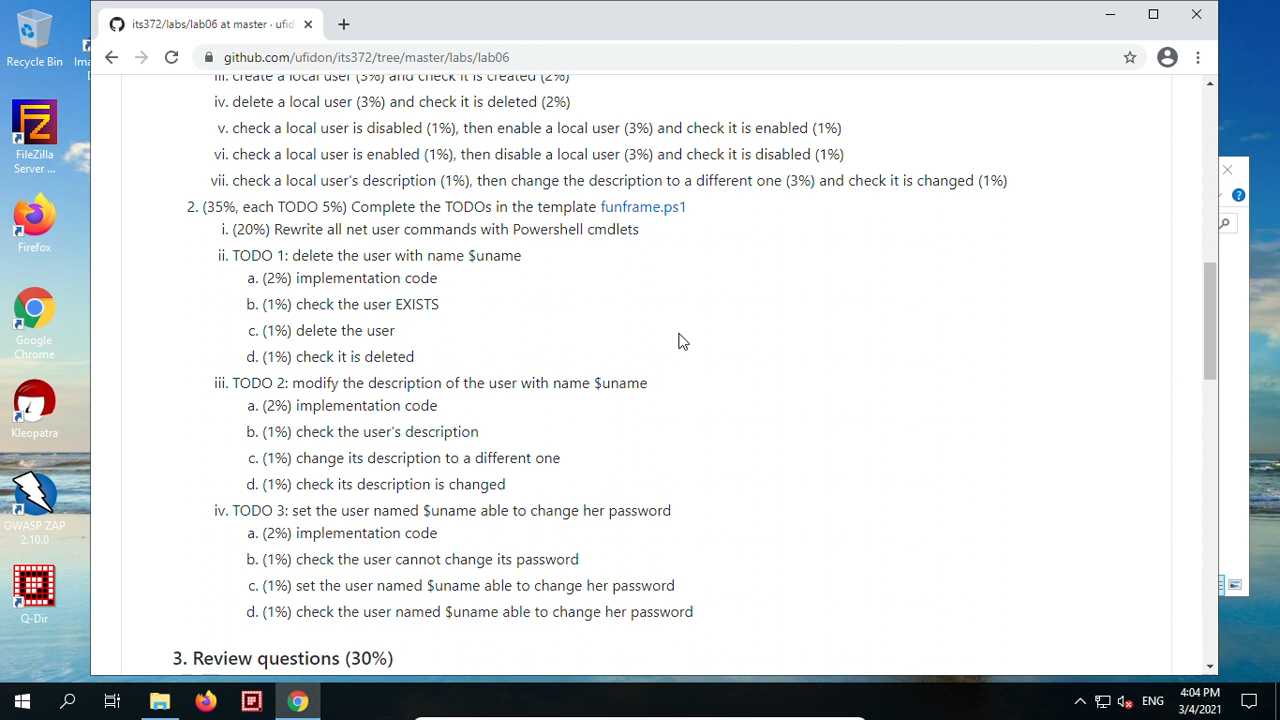 Recycle Bin
Ima
FileZilla
Server ...
Firefox
Google
Chrome
Kleopatra
OWASP ZAP
2.10.0
Q-Dir
its372/labs/lab06 at master · ufid
github.com/ufidon/its372/tree/master/labs/lab06
iii. create a local user (3%) and check it is created (2%)
iv. delete a local user (3%) and check it is deleted (2%)
v. check a local user is disabled (1%), then enable a local user (3%) and check it is enabled (1%)
vi. check a local user is enabled (1%), then disable a local user (3%) and check it is disabled (1%)
vii. check a local user's description (1%), then change the description to a different one (3%) and check it is changed (1%)
2. (35%, each TODO 5%) Complete the TODOs in the template funframe.ps1
i. (20%) Rewrite all net user commands with Powershell cmdlets
ii. TODO 1: delete the user with name $uname
a. (2%) implementation code
b. (1%) check the user EXISTS
c. (1%) delete the user
d. (1%) check it is deleted
iii. TODO 2: modify the description of the user with name $uname
a. (2%) implementation code
b. (1%) check the user's description
c. (1%) change its description to a different one
d. (1%) check its description is changed
iv. TODO 3: set the user named $uname able to change her password
a. (2%) implementation code
b. (1%) check the user cannot change its password
c. (1%) set the user named $uname able to change her password
d. (1%) check the user named $uname able to change her password
3. Review questions (30%)
ENG
4:04 PM
3/4/2021